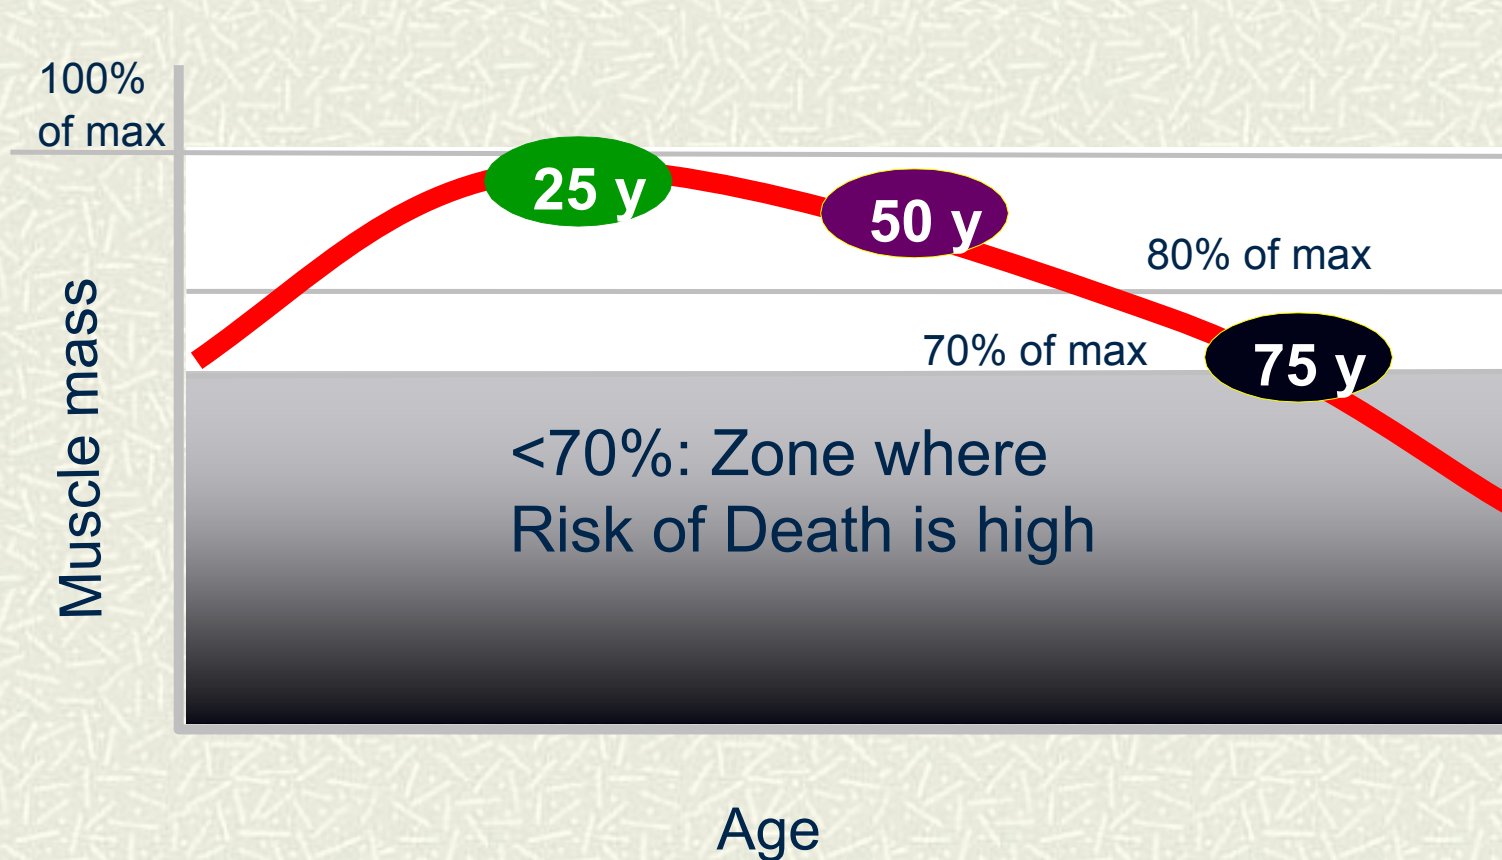 100%
of max
25 y
50 y
80% of max
70% of max
75 y
Muscle mass
<70%: Zone where
Risk of Death is high
Age